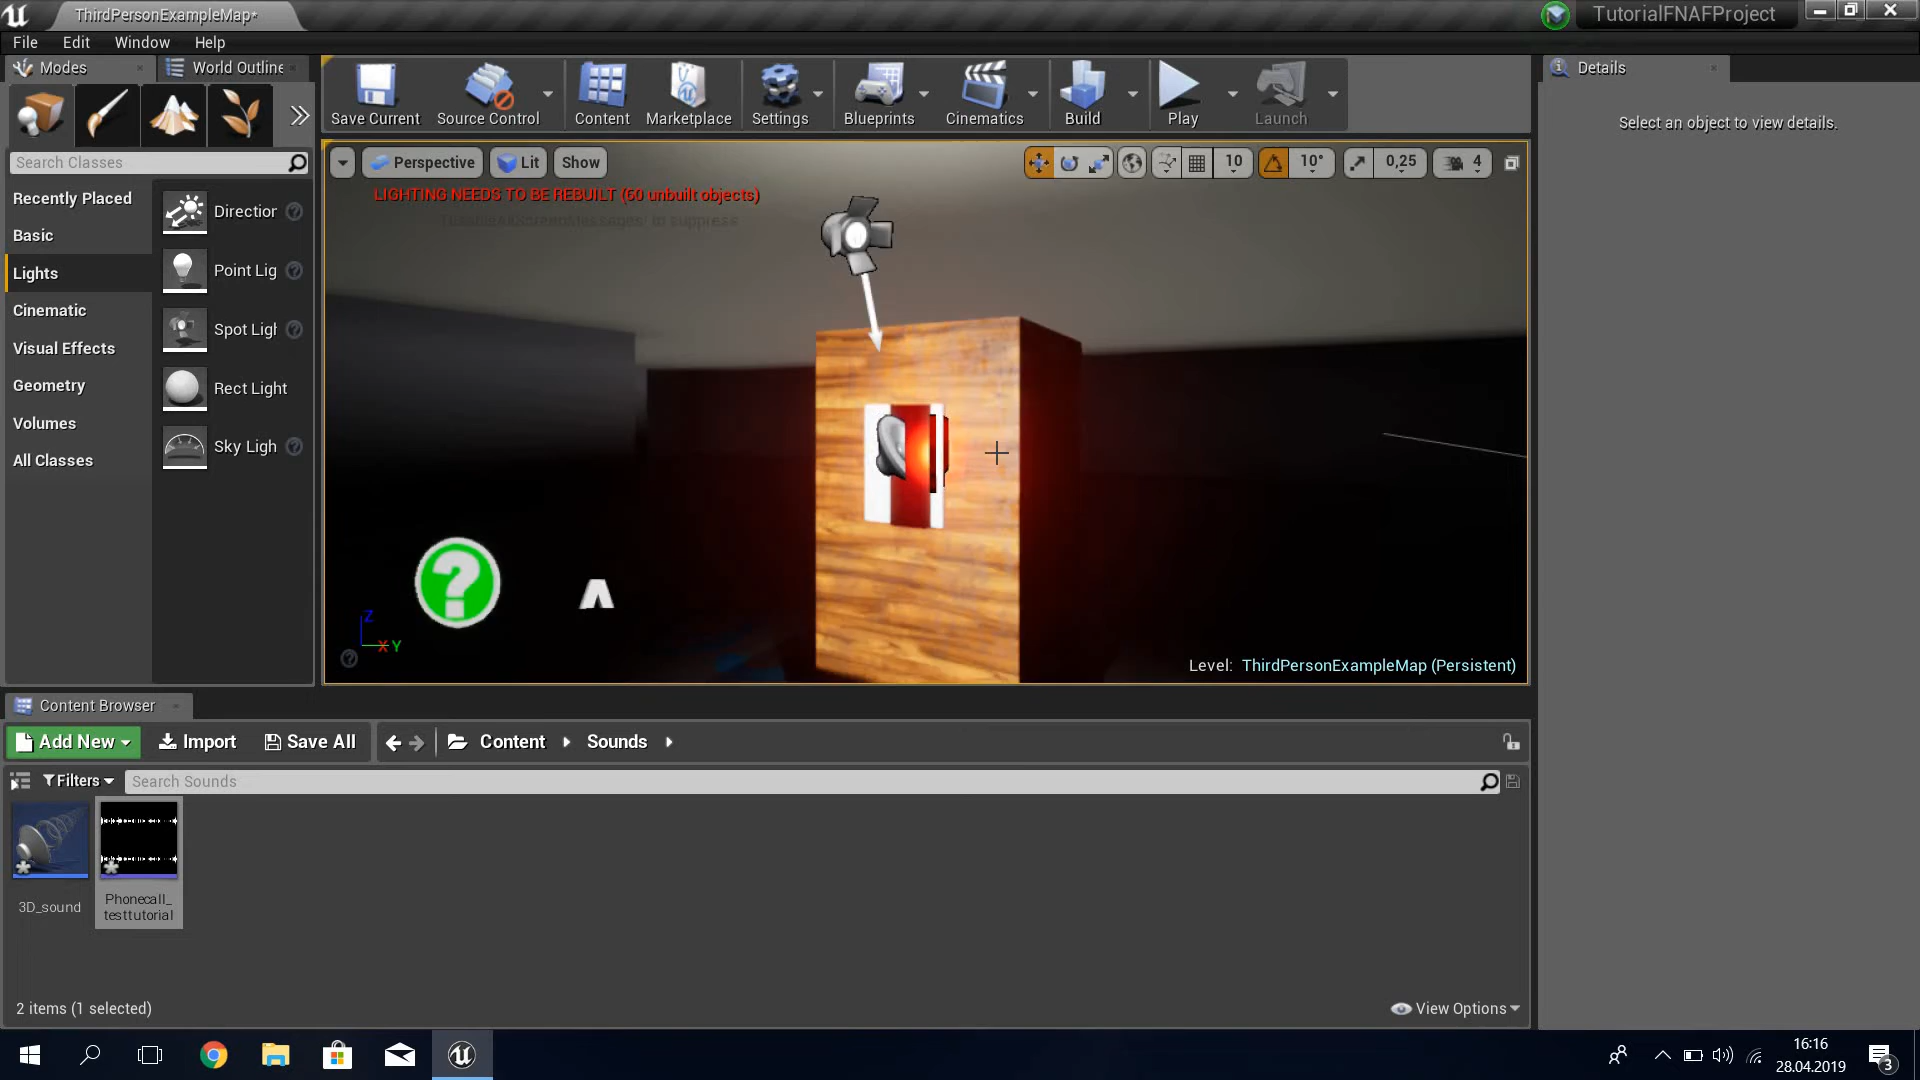 ThirdPersonExampleMap*
TutorialFNAFProject
File Edit Window Help
Modes
World Outline
Save Current
Source Control
Content
Marketplace
Settings
Blueprints
Cinematics
Build
Play
Launch
Details
Select an object to view details.
Search Classes
Recently Placed
Basic
Lights
Cinematic
Visual Effects
Geometry
Volumes
All Classes
Direction
Point Lig
Spot Ligh
Rect Light
Sky Ligh
Perspective
Lit
Show
10
10°
0,25
4
LIGHTING NEEDS TO BE REBUILT (60 unbuilt objects)
'DisableAllScreenMessages' to suppress
Z
X Y
Level: ThirdPersonExampleMap (Persistent)
Content Browser
Add New
Import
Save All
Content
Sounds
Filters
Search Sounds
3D_sound
Phonecall_
testtutorial
2 items (1 selected)
View Options
16:16
28.04.2019
3